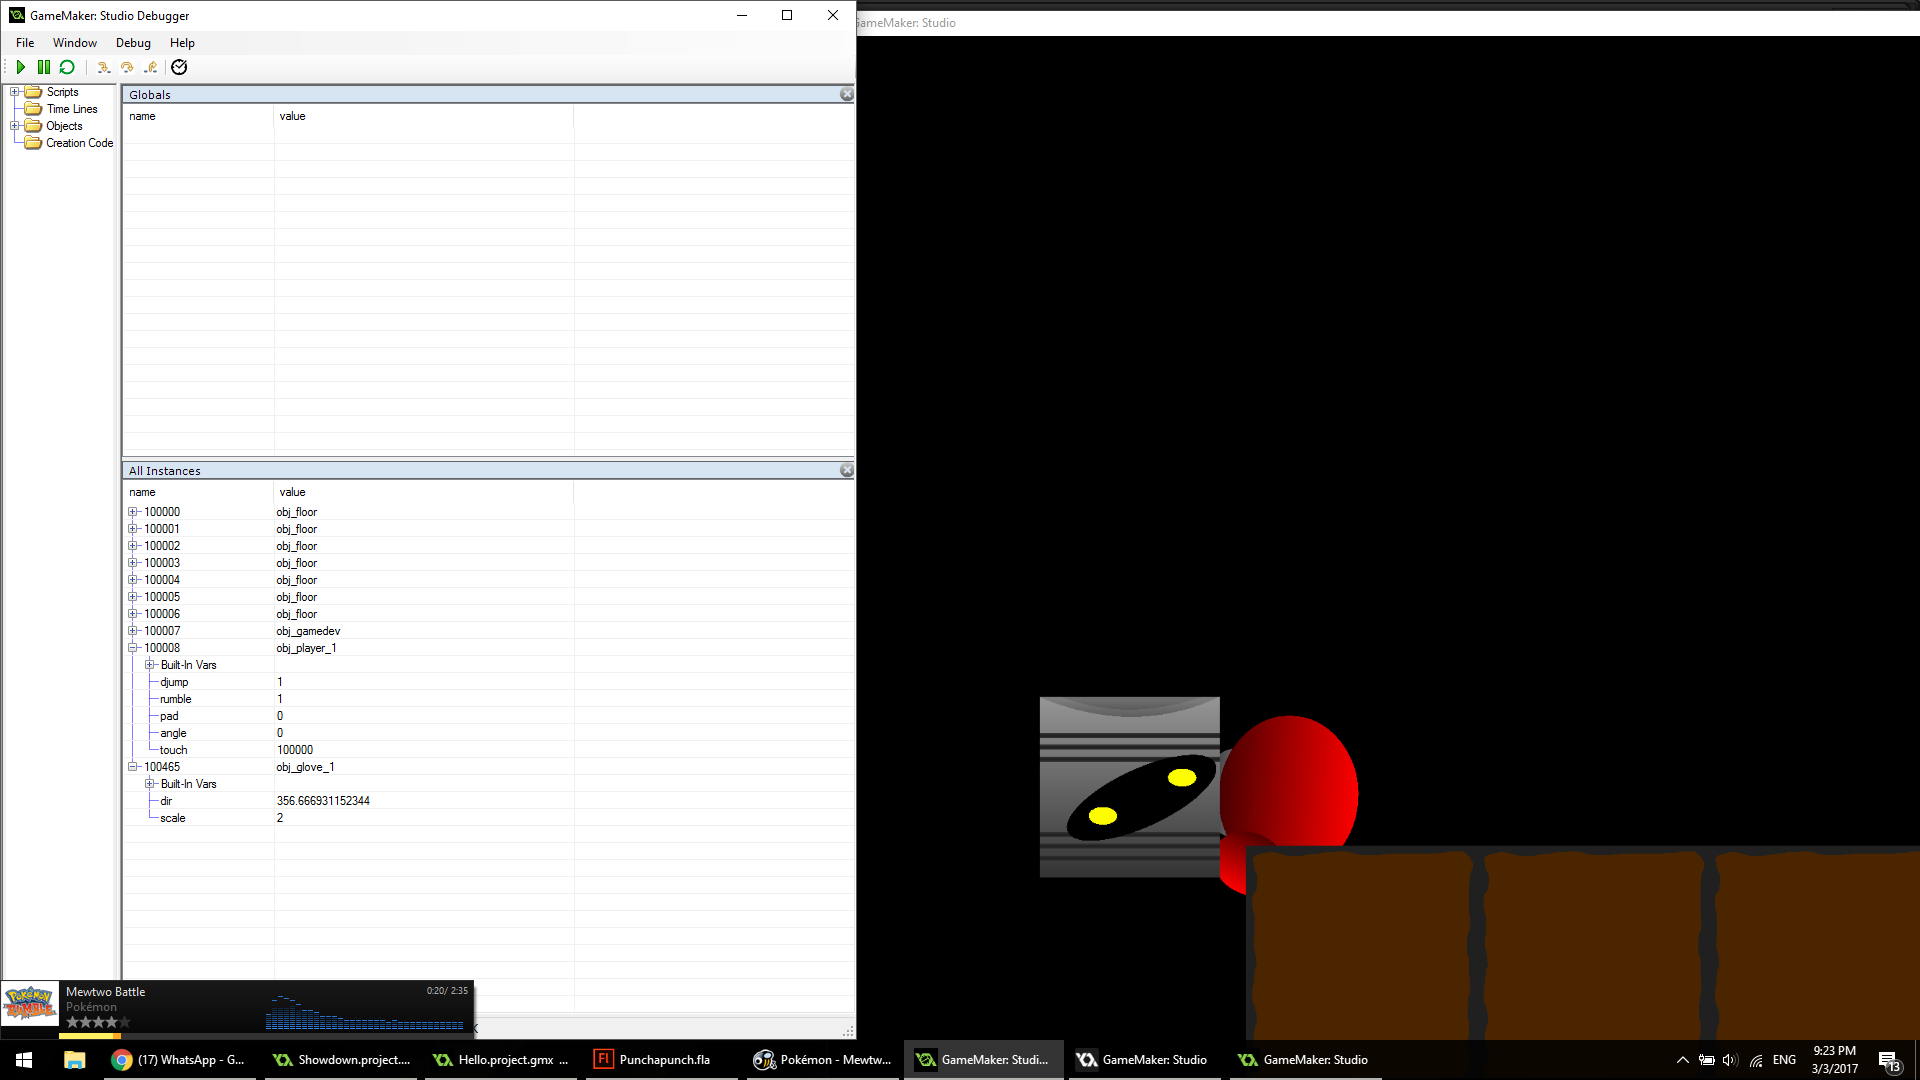 GameMaker: Studio Debugger
GameMaker: Studio
File Window Debug Help
Scripts
Time Lines
Objects
Creation Code
Globals
name value
All Instances
name value
100000 obj_floor
100001 obj_floor
100002 obj_floor
100003 obj_floor
100004 obj_floor
100005 obj_floor
100006 obj_floor
100007 obj_gamedev
100008 obj_player_1
Built-In Vars
djump 1
rumble 1
pad 0
angle 0
touch 100000
100465 obj_glove_1
Built-In Vars
dir 356.666931152344
scale 2
POKÉMON RUMBLE
Mewtwo Battle
Pokémon
0:20/ 2:35
(17) WhatsApp - G...
Showdown.project....
Hello.project.gmx ...
Fl
Punchapunch.fla
Pokémon - Mewtw...
GameMaker: Studi...
GameMaker: Studio
GameMaker: Studio
ENG
9:23 PM
3/3/2017
13